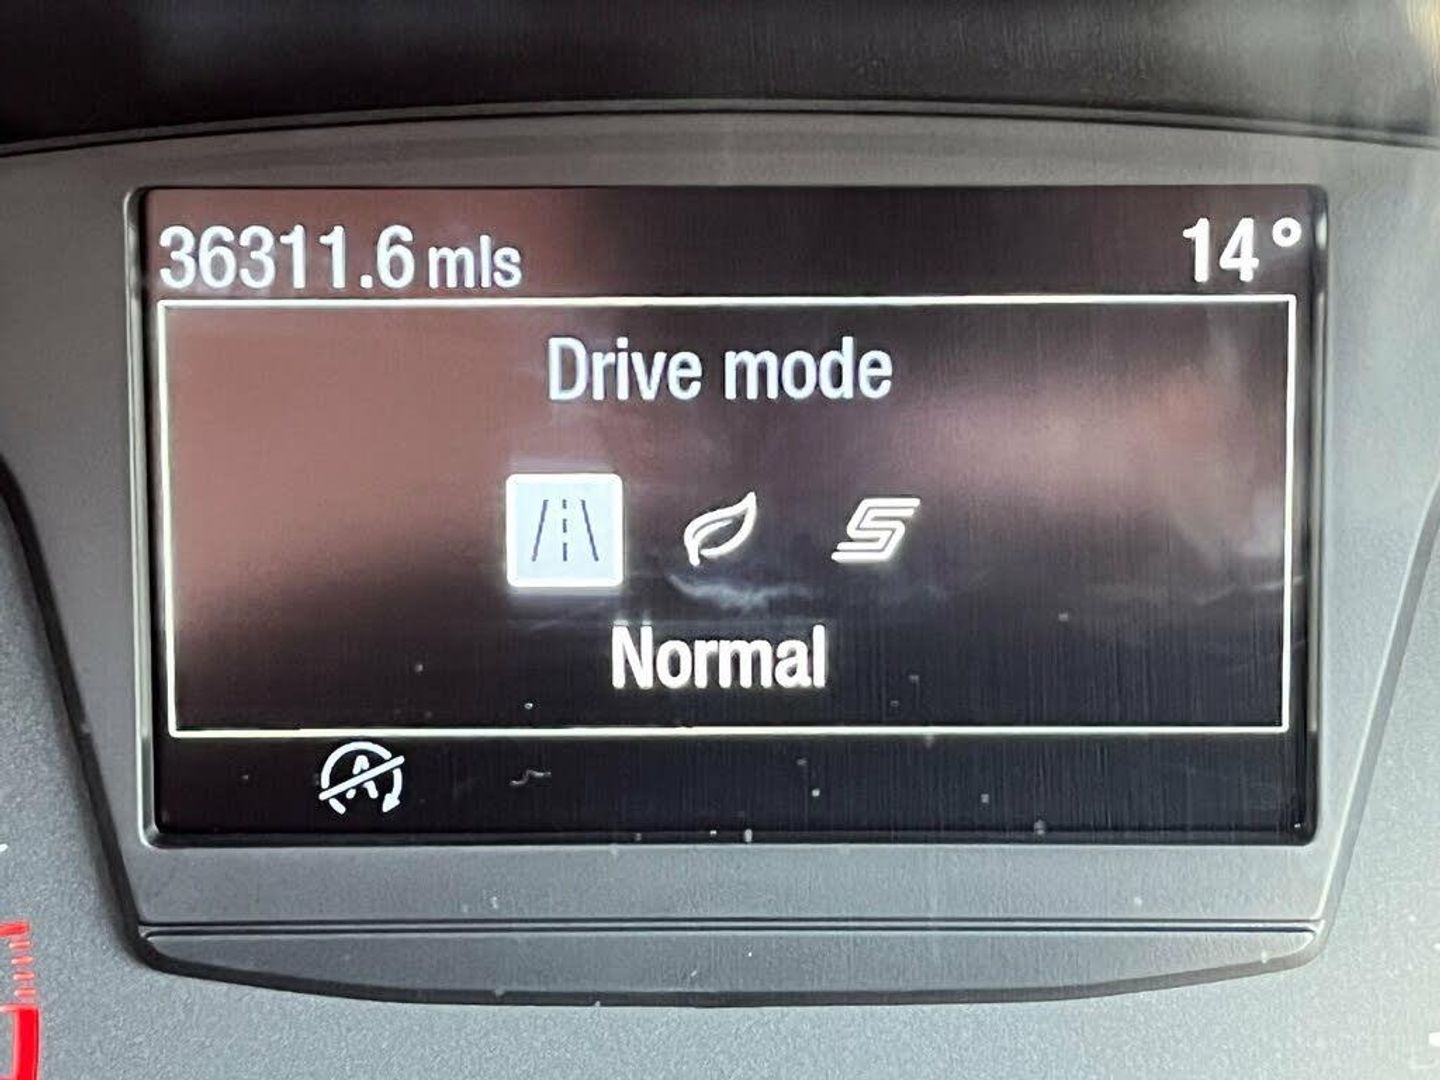 36311.6 mls
14°
Drive mode
S
Normal
A